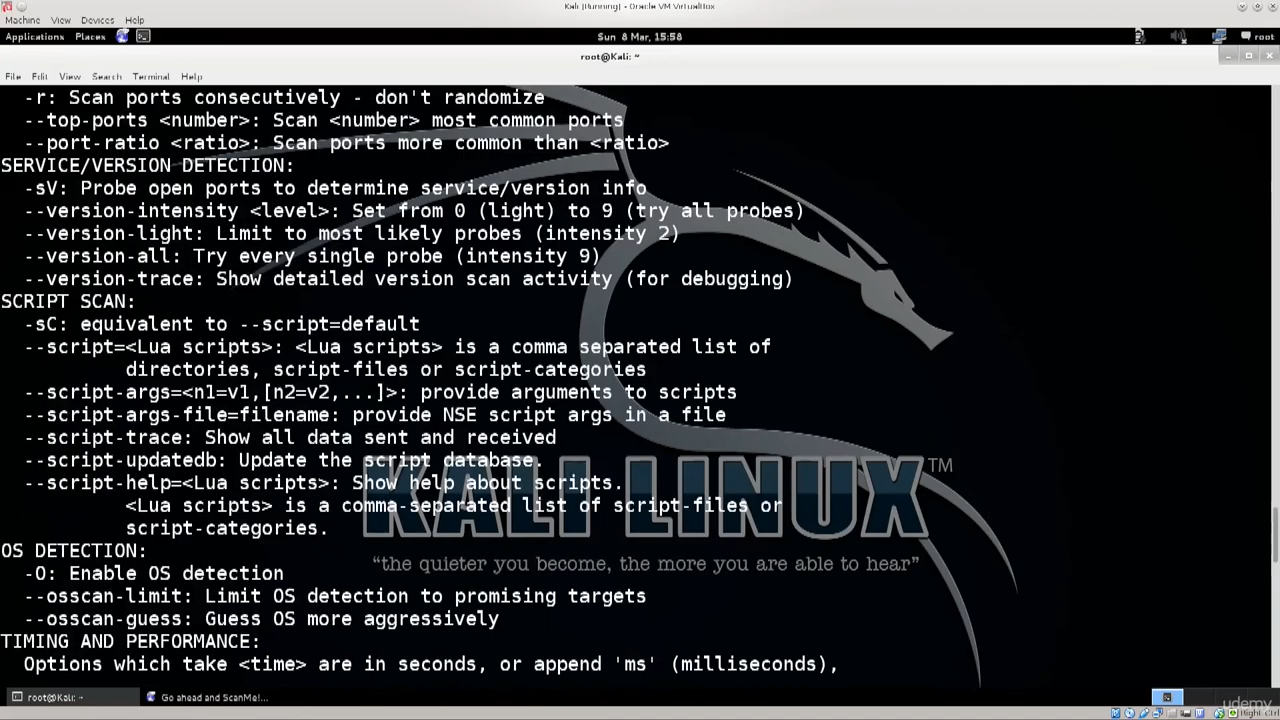 Kali [Running] - Oracle VM VirtualBox
Machine View Devices Help
Applications Places Sun 8 Mar, 15:58 root
root@Kali: ~
File Edit View Search Terminal Help
-r: Scan ports consecutively - don't randomize
--top-ports <number>: Scan <number> most common ports
--port-ratio <ratio>: Scan ports more common than <ratio>
SERVICE/VERSION DETECTION:
-sV: Probe open ports to determine service/version info
--version-intensity <level>: Set from 0 (light) to 9 (try all probes)
--version-light: Limit to most likely probes (intensity 2)
--version-all: Try every single probe (intensity 9)
--version-trace: Show detailed version scan activity (for debugging)
SCRIPT SCAN:
-sC: equivalent to --script=default
--script=<Lua scripts>: <Lua scripts> is a comma separated list of
directories, script-files or script-categories
--script-args=<n1=v1,[n2=v2,...]>: provide arguments to scripts
--script-args-file=filename: provide NSE script args in a file
--script-trace: Show all data sent and received
--script-updatedb: Update the script database.
--script-help=<Lua scripts>: Show help about scripts.
<Lua scripts> is a comma-separated list of script-files or
script-categories.
KALI LINUX ™
"the quieter you become, the more you are able to hear"
OS DETECTION:
-O: Enable OS detection
--osscan-limit: Limit OS detection to promising targets
--osscan-guess: Guess OS more aggressively
TIMING AND PERFORMANCE:
Options which take <time> are in seconds, or append 'ms' (milliseconds),
root@Kali: ~ Go ahead and ScanMe!...
udemy
Right Ctrl